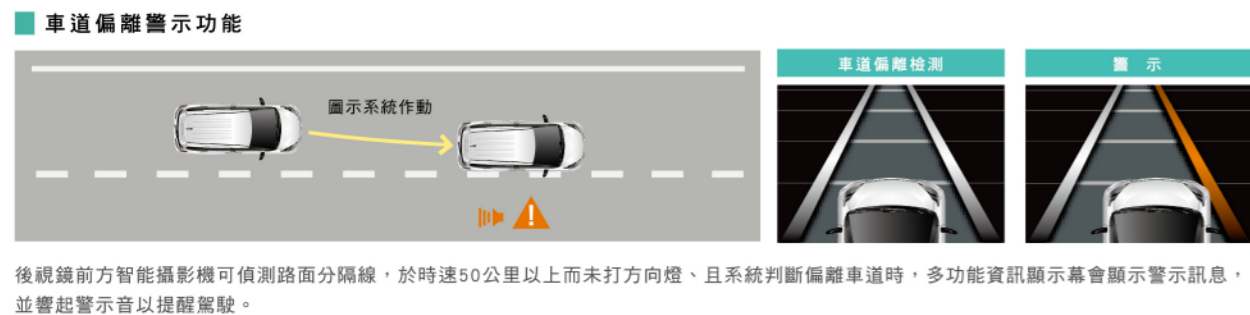 車道偏離警示功能
圖示系統作動
車道偏離檢測
警 示
後視鏡前方智能攝影機可偵測路面分隔線，於時速50公里以上而未打方向燈、且系統判斷偏離車道時，多功能資訊顯示幕會顯示警示訊息，
並響起警示音以提醒駕駛。